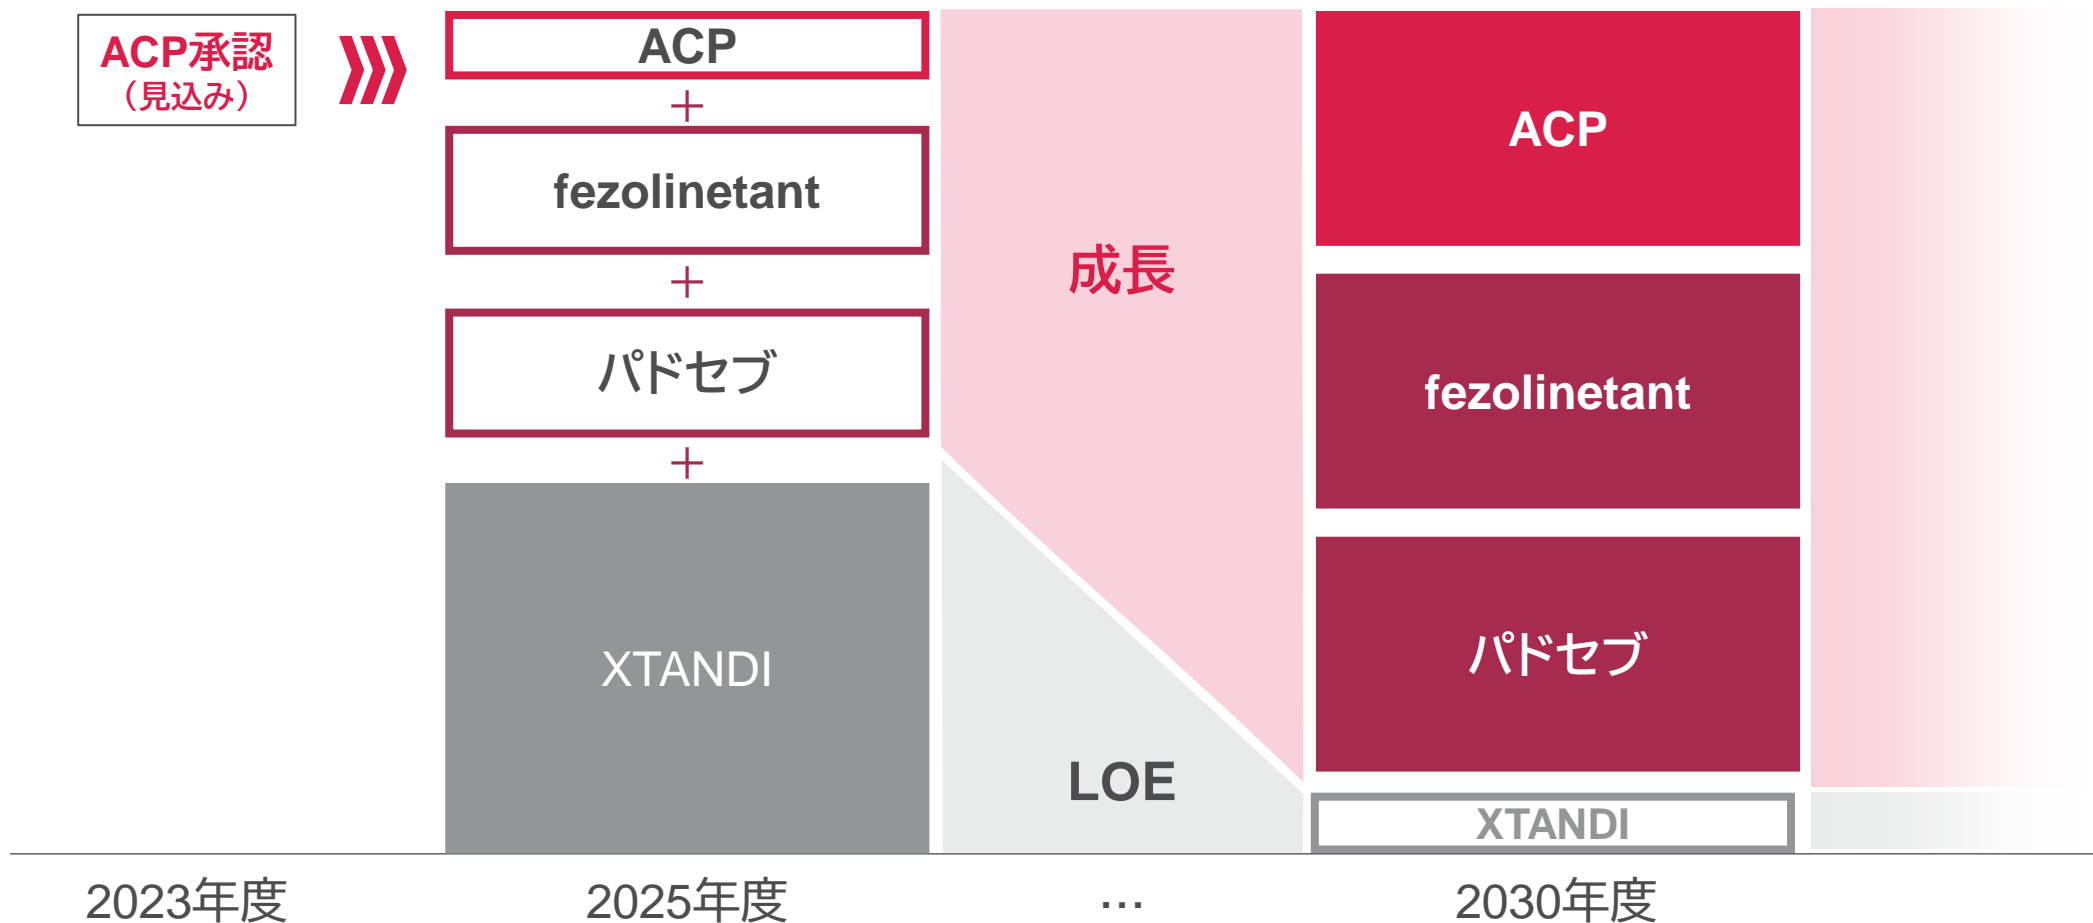 ACP承認
（見込み）
ACP
+
fezolinetant
+
パドセブ
+
XTANDI
成長
LOE
ACP
fezolinetant
パドセブ
XTANDI
2023年度
2025年度
…
2030年度